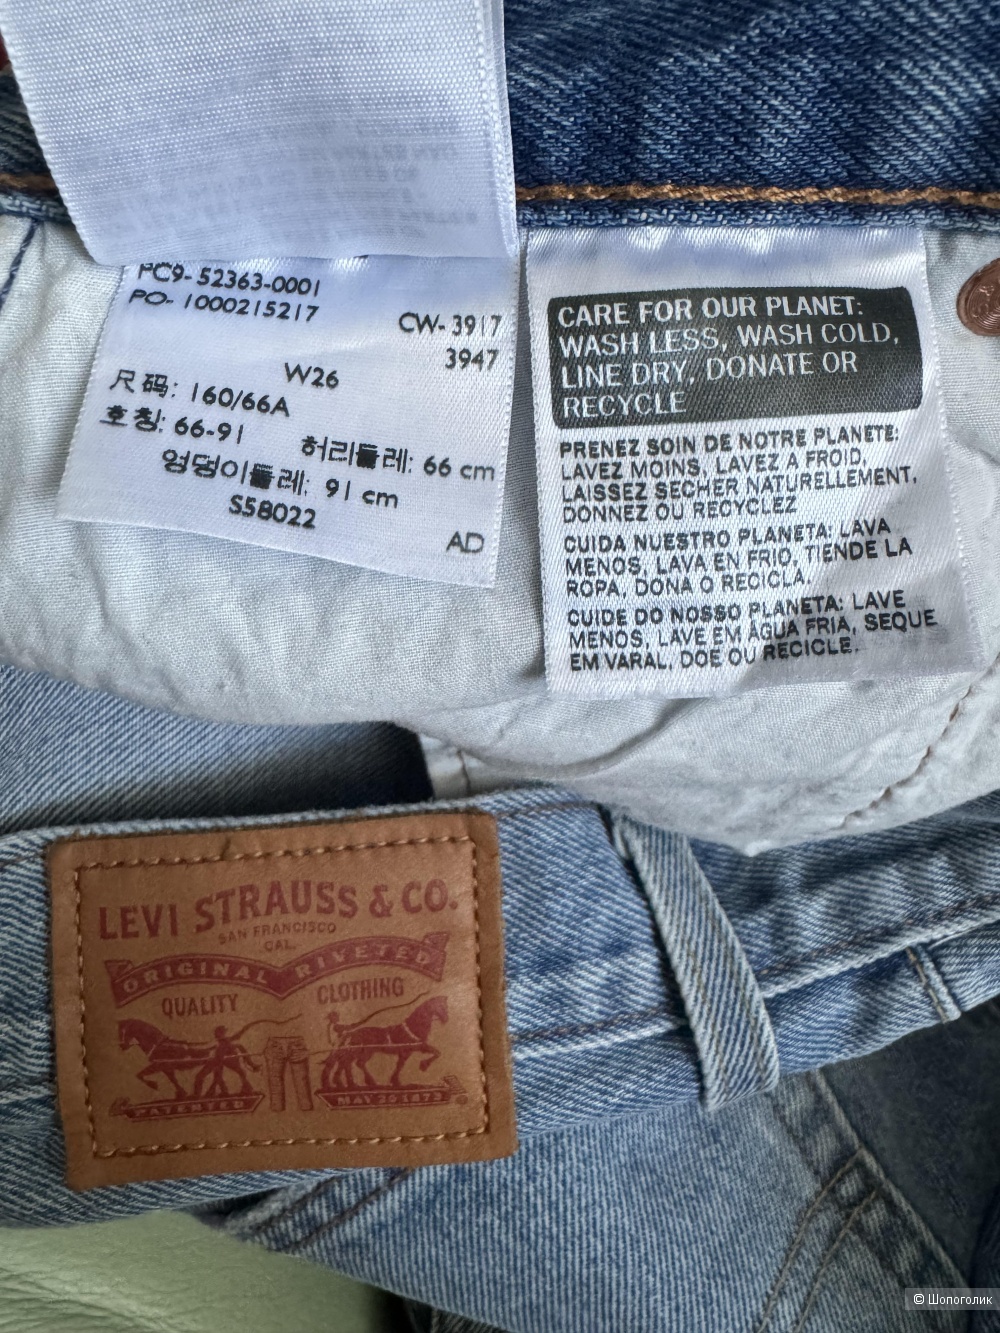 PC9-52363-0001
PO-1000215217
CW-3917
3947
W26
尺码: 160/66A
호칭: 66-91
허리둘레: 66 cm
엉덩이둘레: 91 cm
S58022
AD
CARE FOR OUR PLANET:
WASH LESS, WASH COLD,
LINE DRY, DONATE OR
RECYCLE
PRENEZ SOIN DE NOTRE PLANETE:
LAVEZ MOINS, LAVEZ A FROID,
LAISSEZ SECHER NATURELLEMENT,
DONNEZ OU RECYCLEZ
CUIDA NUESTRO PLANETA: LAVA
MENOS, LAVA EN FRIO, TIENDE LA
ROPA, DONA O RECICLA.
CUIDE DO NOSSO PLANETA: LAVE
MENOS, LAVE EM ÁGUA FRIA, SEQUE
EM VARAL, DOE OU RECICLE.
LEVI STRAUSS & CO.
SAN FRANCISCO
CAL.
ORIGINAL RIVETED
QUALITY CLOTHING
PATENTED MAY 20 1873
© Шопоголик